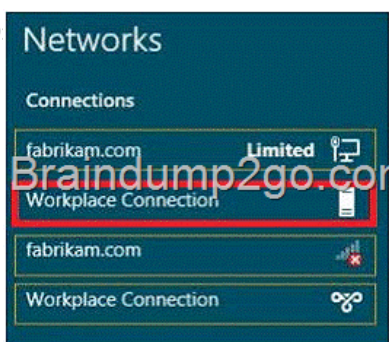 Networks
Connections
fabrikam.com Limited
Braindump2go.com
Workplace Connection
fabrikam.com
Workplace Connection